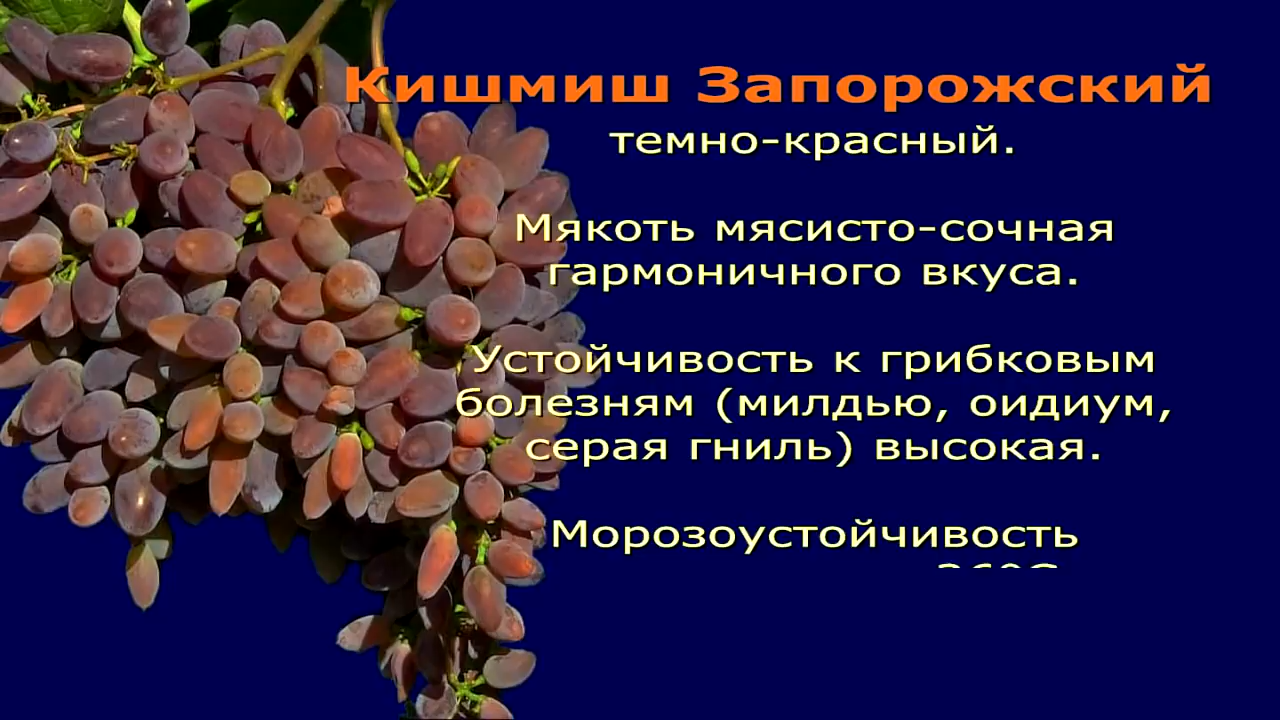 Кишмиш Запорожский
темно-красный.
Мякоть мясисто-сочная
гармоничного вкуса.
Устойчивость к грибковым
болезням (милдью, оидиум,
серая гниль) высокая.
Морозоустойчивость